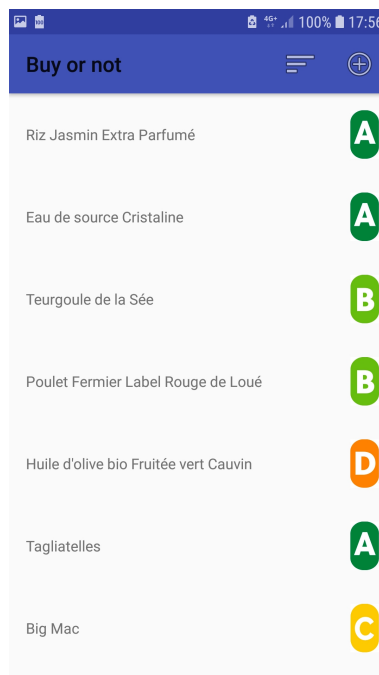 4G+ 100% 17:56
Buy or not
Riz Jasmin Extra Parfumé A
Eau de source Cristaline A
Teurgoule de la Sée B
Poulet Fermier Label Rouge de Loué B
Huile d'olive bio Fruitée vert Cauvin D
Tagliatelles A
Big Mac C